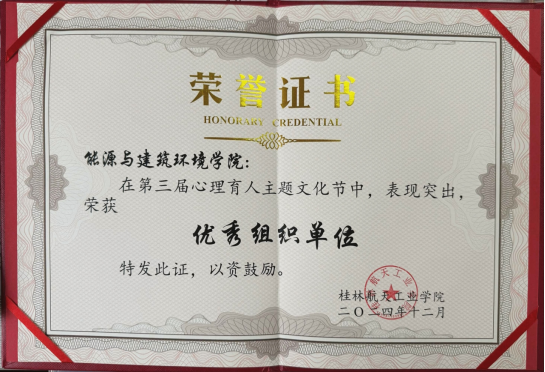 荣誉证书
HONORARY CREDENTIAL
能源与建筑环境学院：
在第三届心理育人主题文化节中，表现突出，
荣获
优秀组织单位
特发此证，以资鼓励。
桂林航天工业学院
二〇二四年十二月